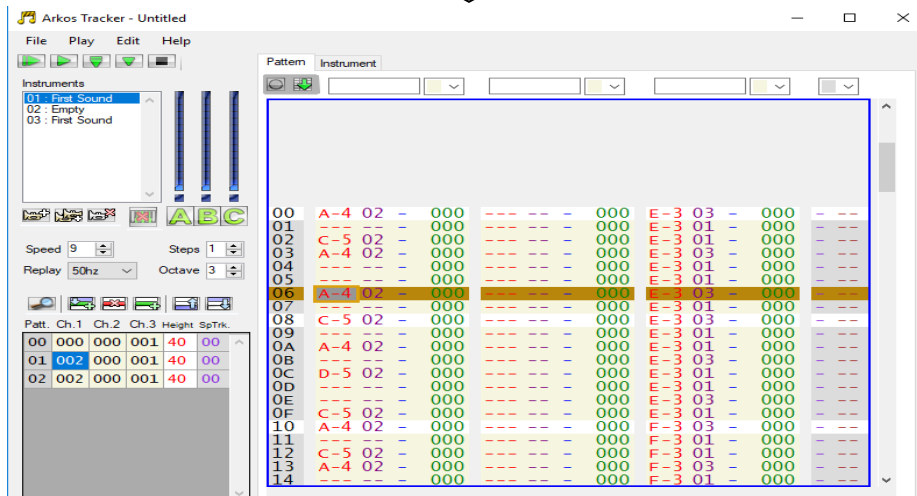 Arkos Tracker - Untitled
File Play Edit Help
Pattern Instrument
Instruments
01 : First Sound
02 : Empty
03 : First Sound
A B C
Speed 9 Steps 1
Replay 50hz Octave 3
Patt. Ch.1 Ch.2 Ch.3 Height SpTrk.
00 000 000 001 40 00
01 002 000 001 40 00
02 002 000 001 40 00
00 A-4 02 - 000 --- -- - 000 E-3 03 - 000 - --
01 --- -- - 000 --- -- - 000 E-3 01 - 000 - --
02 C-5 02 - 000 --- -- - 000 E-3 01 - 000 - --
03 A-4 02 - 000 --- -- - 000 E-3 03 - 000 - --
04 --- -- - 000 --- -- - 000 E-3 01 - 000 - --
05 --- -- - 000 --- -- - 000 E-3 01 - 000 - --
06 A-4 02 - 000 --- -- - 000 E-3 03 - 000 - --
07 --- -- - 000 --- -- - 000 E-3 01 - 000 - --
08 C-5 02 - 000 --- -- - 000 E-3 03 - 000 - --
09 --- -- - 000 --- -- - 000 E-3 01 - 000 - --
0A A-4 02 - 000 --- -- - 000 E-3 01 - 000 - --
0B --- -- - 000 --- -- - 000 E-3 03 - 000 - --
0C D-5 02 - 000 --- -- - 000 E-3 01 - 000 - --
0D --- -- - 000 --- -- - 000 E-3 01 - 000 - --
0E --- -- - 000 --- -- - 000 E-3 03 - 000 - --
0F C-5 02 - 000 --- -- - 000 E-3 01 - 000 - --
10 A-4 02 - 000 --- -- - 000 F-3 03 - 000 - --
11 --- -- - 000 --- -- - 000 F-3 01 - 000 - --
12 C-5 02 - 000 --- -- - 000 F-3 01 - 000 - --
13 A-4 02 - 000 --- -- - 000 F-3 03 - 000 - --
14 --- -- - 000 --- -- - 000 F-3 01 - 000 - --